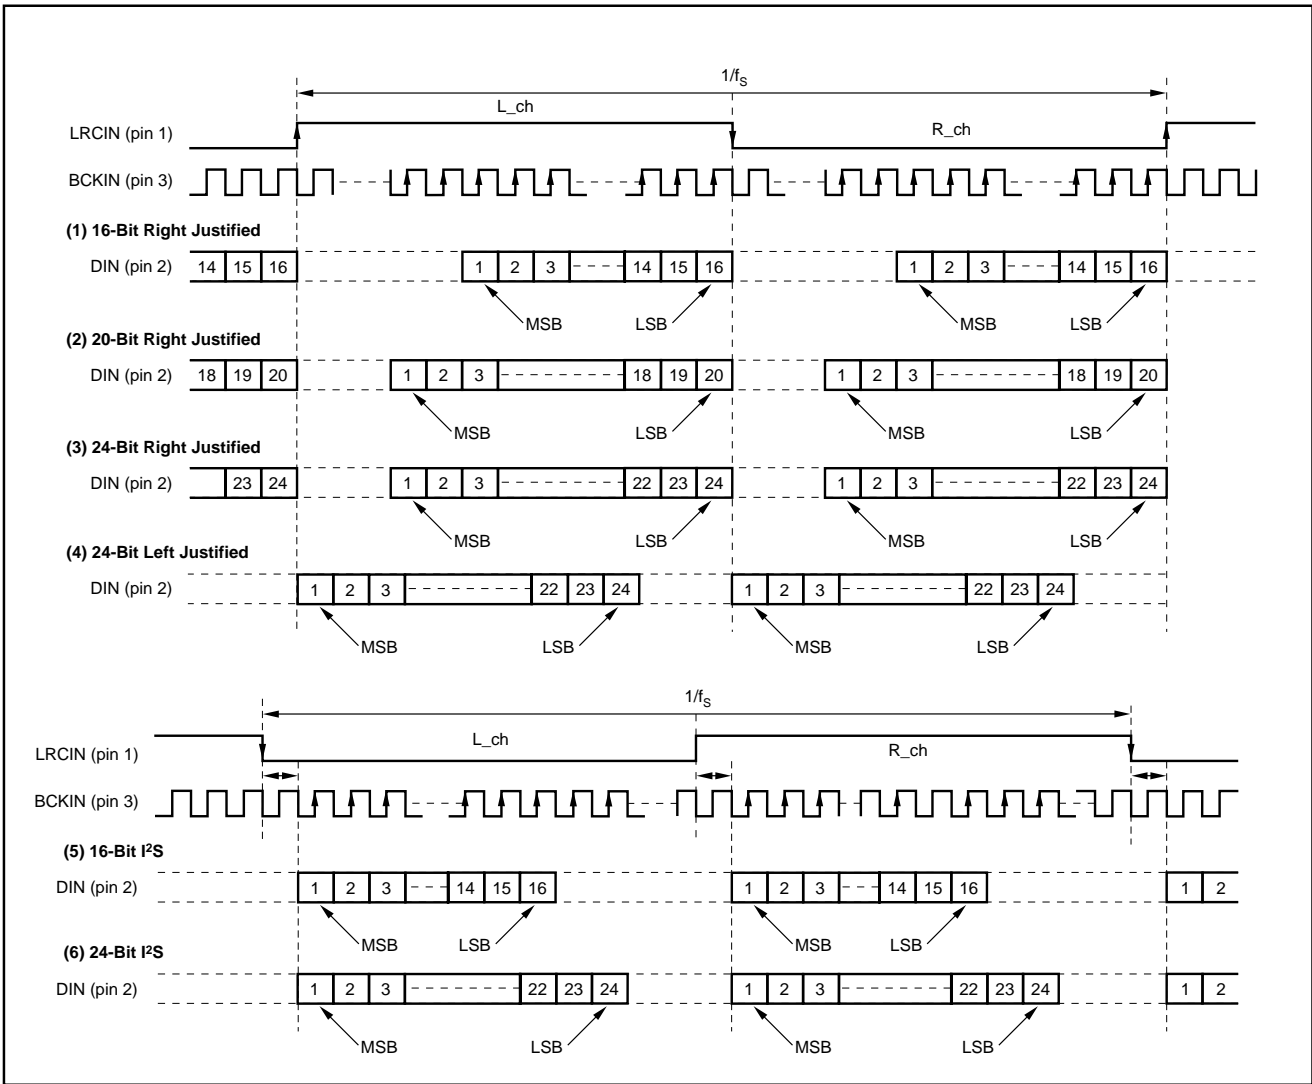 1/fS
L_ch
LRCIN (pin 1)
R_ch
BCKIN (pin 3)
(1) 16-Bit Right Justified
DIN (pin 2) 14 15 16 1 2 3 14 15 16 1 2 3 14 15 16
MSB LSB MSB LSB
(2) 20-Bit Right Justified
DIN (pin 2) 18 19 20 1 2 3 18 19 20 1 2 3 18 19 20
MSB LSB MSB LSB
(3) 24-Bit Right Justified
DIN (pin 2) 23 24 1 2 3 22 23 24 1 2 3 22 23 24
MSB LSB MSB LSB
(4) 24-Bit Left Justified
DIN (pin 2) 1 2 3 22 23 24 1 2 3 22 23 24
MSB LSB MSB LSB
1/fS
L_ch
LRCIN (pin 1)
R_ch
BCKIN (pin 3)
(5) 16-Bit I²S
DIN (pin 2) 1 2 3 14 15 16 1 2 3 14 15 16 1 2
MSB LSB MSB LSB
(6) 24-Bit I²S
DIN (pin 2) 1 2 3 22 23 24 1 2 3 22 23 24 1 2
MSB LSB MSB LSB